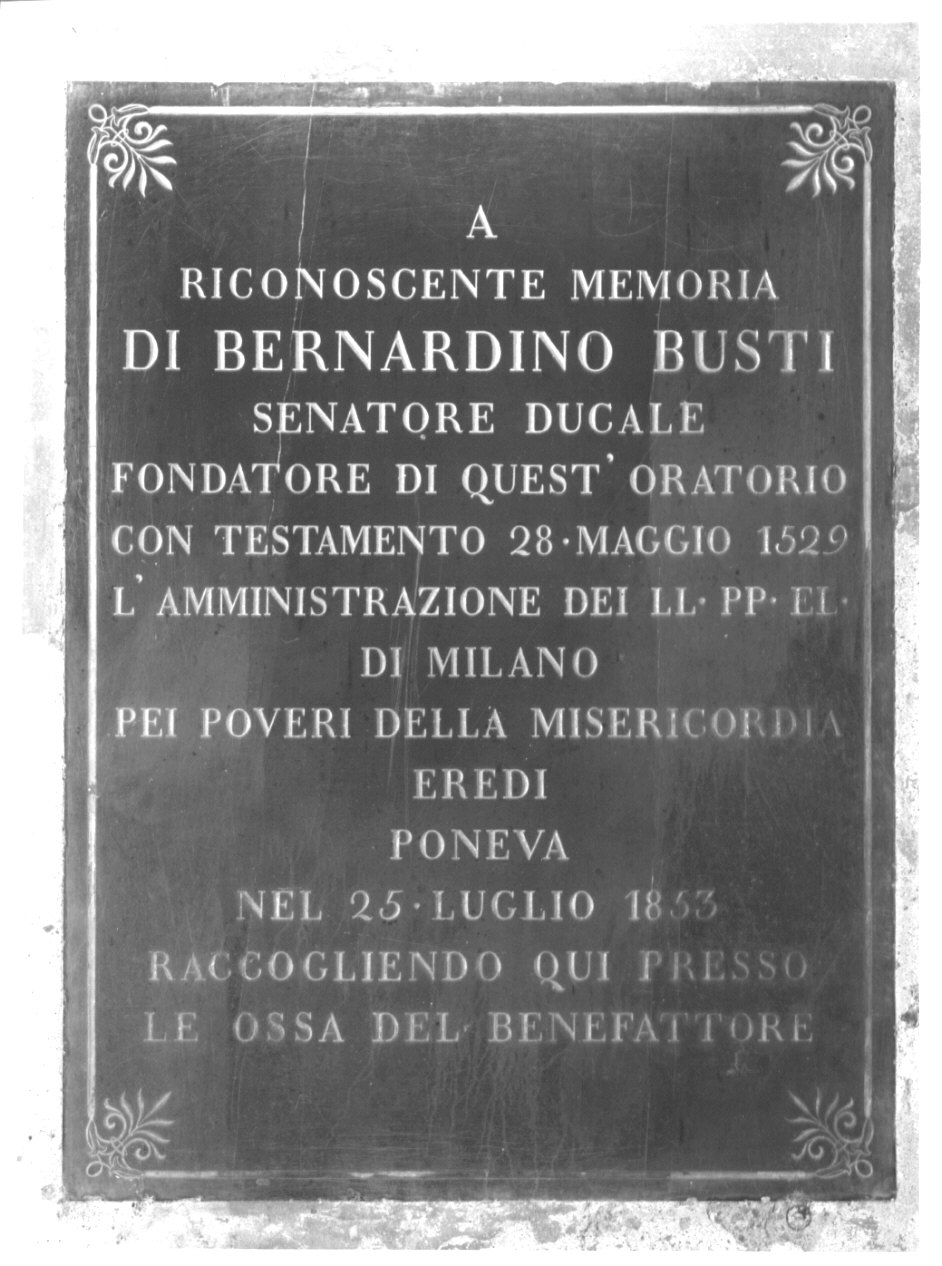 A
RICONOSCENTE MEMORIA
DI BERNARDINO BUSTI
SENATORE DUCALE
FONDATORE DI QUEST' ORATORIO
CON TESTAMENTO 28·MAGGIO 1529
L' AMMINISTRAZIONE DEI LL· PP· EL·
DI MILANO
PEI POVERI DELLA MISERICORDIA
EREDI
PONEVA
NEL 25·LUGLIO 1853
RACCOGLIENDO QUI PRESSO
LE OSSA DEL BENEFATTORE